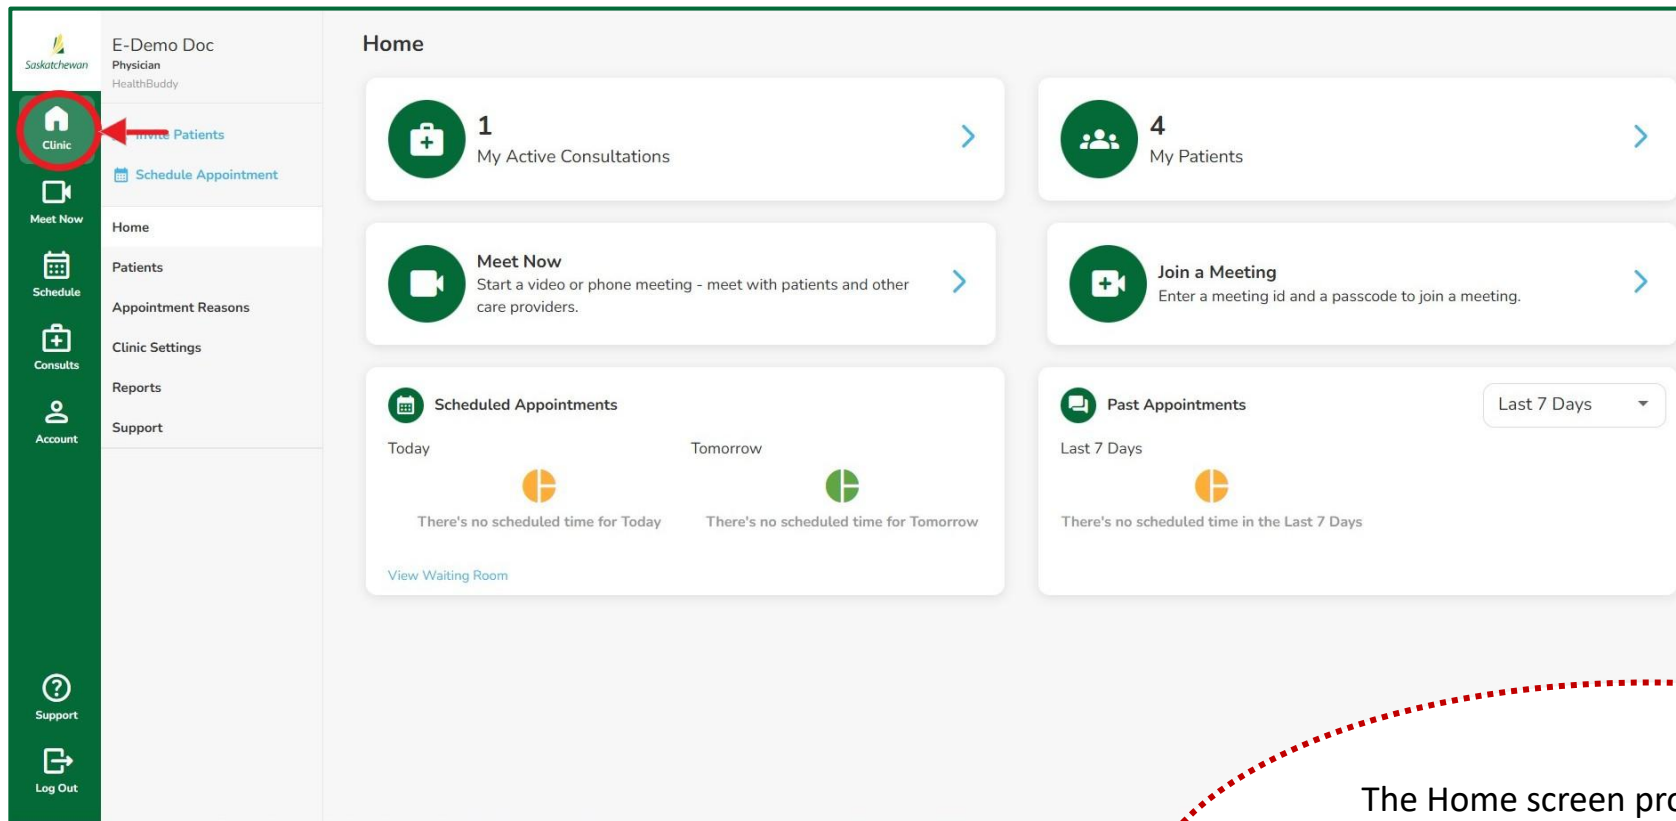 Saskatchewan
Clinic
Meet Now
Schedule
Consults
Account
Support
Log Out
E-Demo Doc
Physician
HealthBuddy
Invite Patients
Schedule Appointment
Home
Patients
Appointment Reasons
Clinic Settings
Reports
Support
Home
1
My Active Consultations
4
My Patients
Meet Now
Start a video or phone meeting - meet with patients and other
care providers.
Join a Meeting
Enter a meeting id and a passcode to join a meeting.
Scheduled Appointments
Today
Tomorrow
There's no scheduled time for Today
There's no scheduled time for Tomorrow
View Waiting Room
Past Appointments
Last 7 Days
Last 7 Days
There's no scheduled time in the Last 7 Days
The Home screen